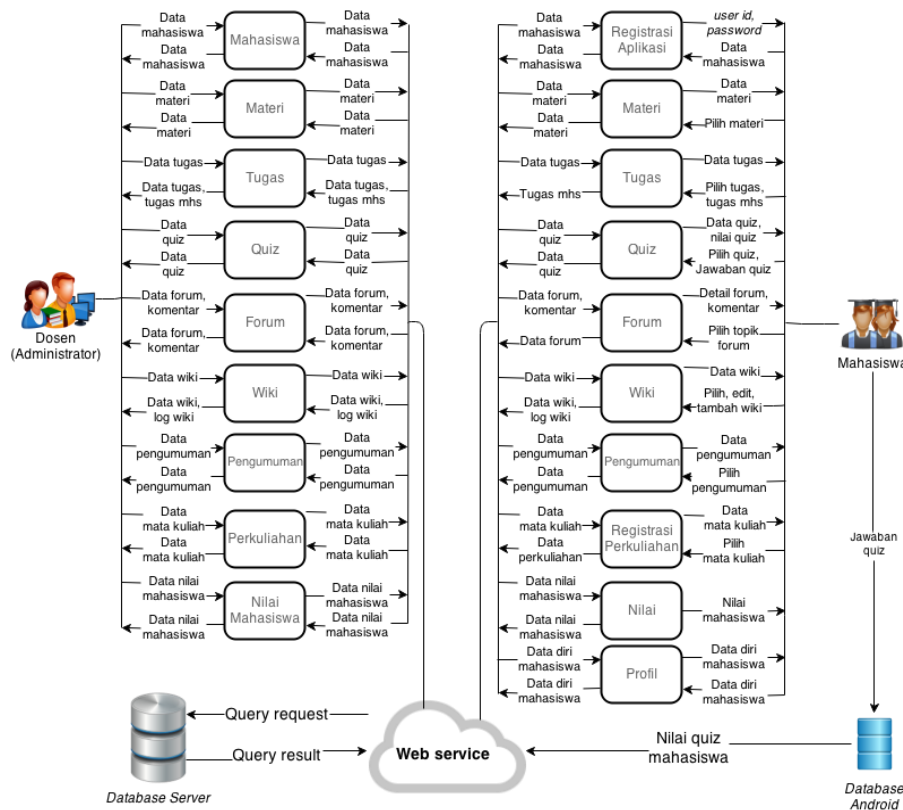 Data
mahasiswa
Mahasiswa
Data
mahasiswa
Data
mahasiswa
Data
mahasiswa
Data
materi
Materi
Data
materi
Data
materi
Data
materi
Data tugas
Tugas
Data tugas
Data tugas,
tugas mhs
Data tugas,
tugas mhs
Data
quiz
Quiz
Data
quiz
Data
quiz
Data
quiz
Dosen
(Administrator)
Data forum,
komentar
Forum
Data forum,
komentar
Data forum,
komentar
Data forum,
komentar
Data wiki
Wiki
Data wiki
Data wiki,
log wiki
Data wiki,
log wiki
Data
pengumuman
Pengumuman
Data
pengumuman
Data
pengumuman
Data
pengumuman
Data
mata kuliah
Perkuliahan
Data
mata kuliah
Data
mata kuliah
Data
mata kuliah
Data nilai
mahasiswa
Nilai
Mahasiswa
Data nilai
mahasiswa
Data nilai
mahasiswa
Data nilai
mahasiswa
Data
mahasiswa
Registrasi
Aplikasi
user id,
password
Data
mahasiswa
Data
mahasiswa
Data
materi
Materi
Data
materi
Data
materi
Pilih materi
Data tugas
Tugas
Data tugas
Tugas mhs
Pilih tugas,
tugas mhs
Data
quiz
Quiz
Data quiz,
nilai quiz
Data
quiz
Pilih quiz,
Jawaban quiz
Data forum,
komentar
Forum
Detail forum,
komentar
Data forum
Pilih topik
forum
Mahasiswa
Data wiki
Wiki
Data wiki
Data wiki,
log wiki
Pilih, edit,
tambah wiki
Data
pengumuman
Pengumuman
Data
pengumuman
Data
pengumuman
Pilih
pengumuman
Data
mata kuliah
Registrasi
Perkuliahan
Data
mata kuliah
Data
perkuliahan
Pilih
mata kuliah
Jawaban
quiz
Data nilai
mahasiswa
Nilai
Nilai
mahasiswa
Data nilai
mahasiswa
Data diri
mahasiswa
Profil
Data diri
mahasiswa
Data diri
mahasiswa
Data diri
mahasiswa
Query request
Query result
Database Server
Web service
Nilai quiz
mahasiswa
Database
Android